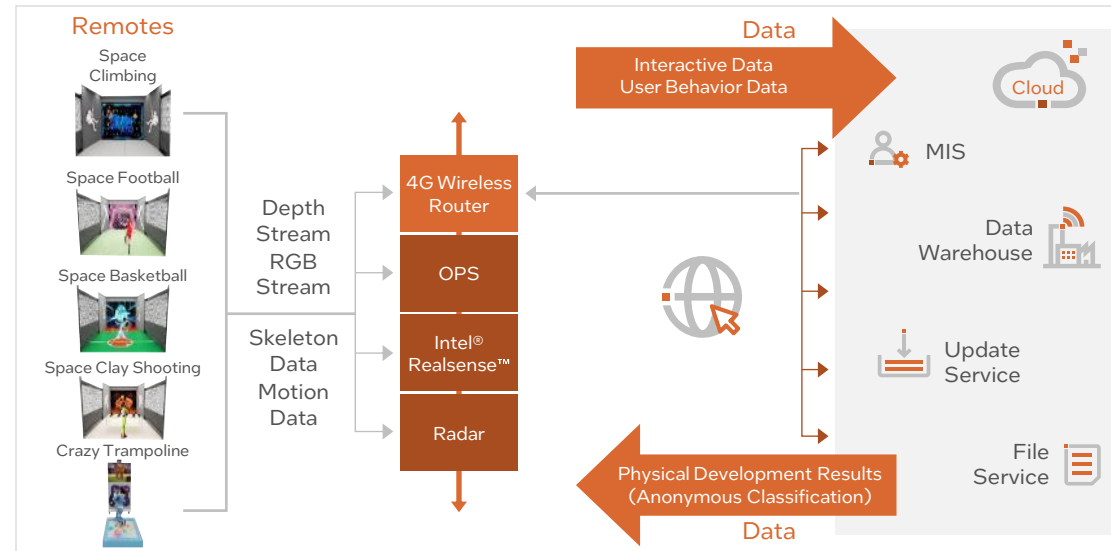 Remotes
Space
Climbing
Space Football
Space Basketball
Space Clay Shooting
Crazy Trampoline
Depth
Stream
RGB
Stream
Skeleton
Data
Motion
Data
4G Wireless
Router
OPS
Intel®
Realsense™
Radar
Data
Interactive Data
User Behavior Data
Physical Development Results
(Anonymous Classification)
Data
Cloud
MIS
Data
Warehouse
Update
Service
File
Service